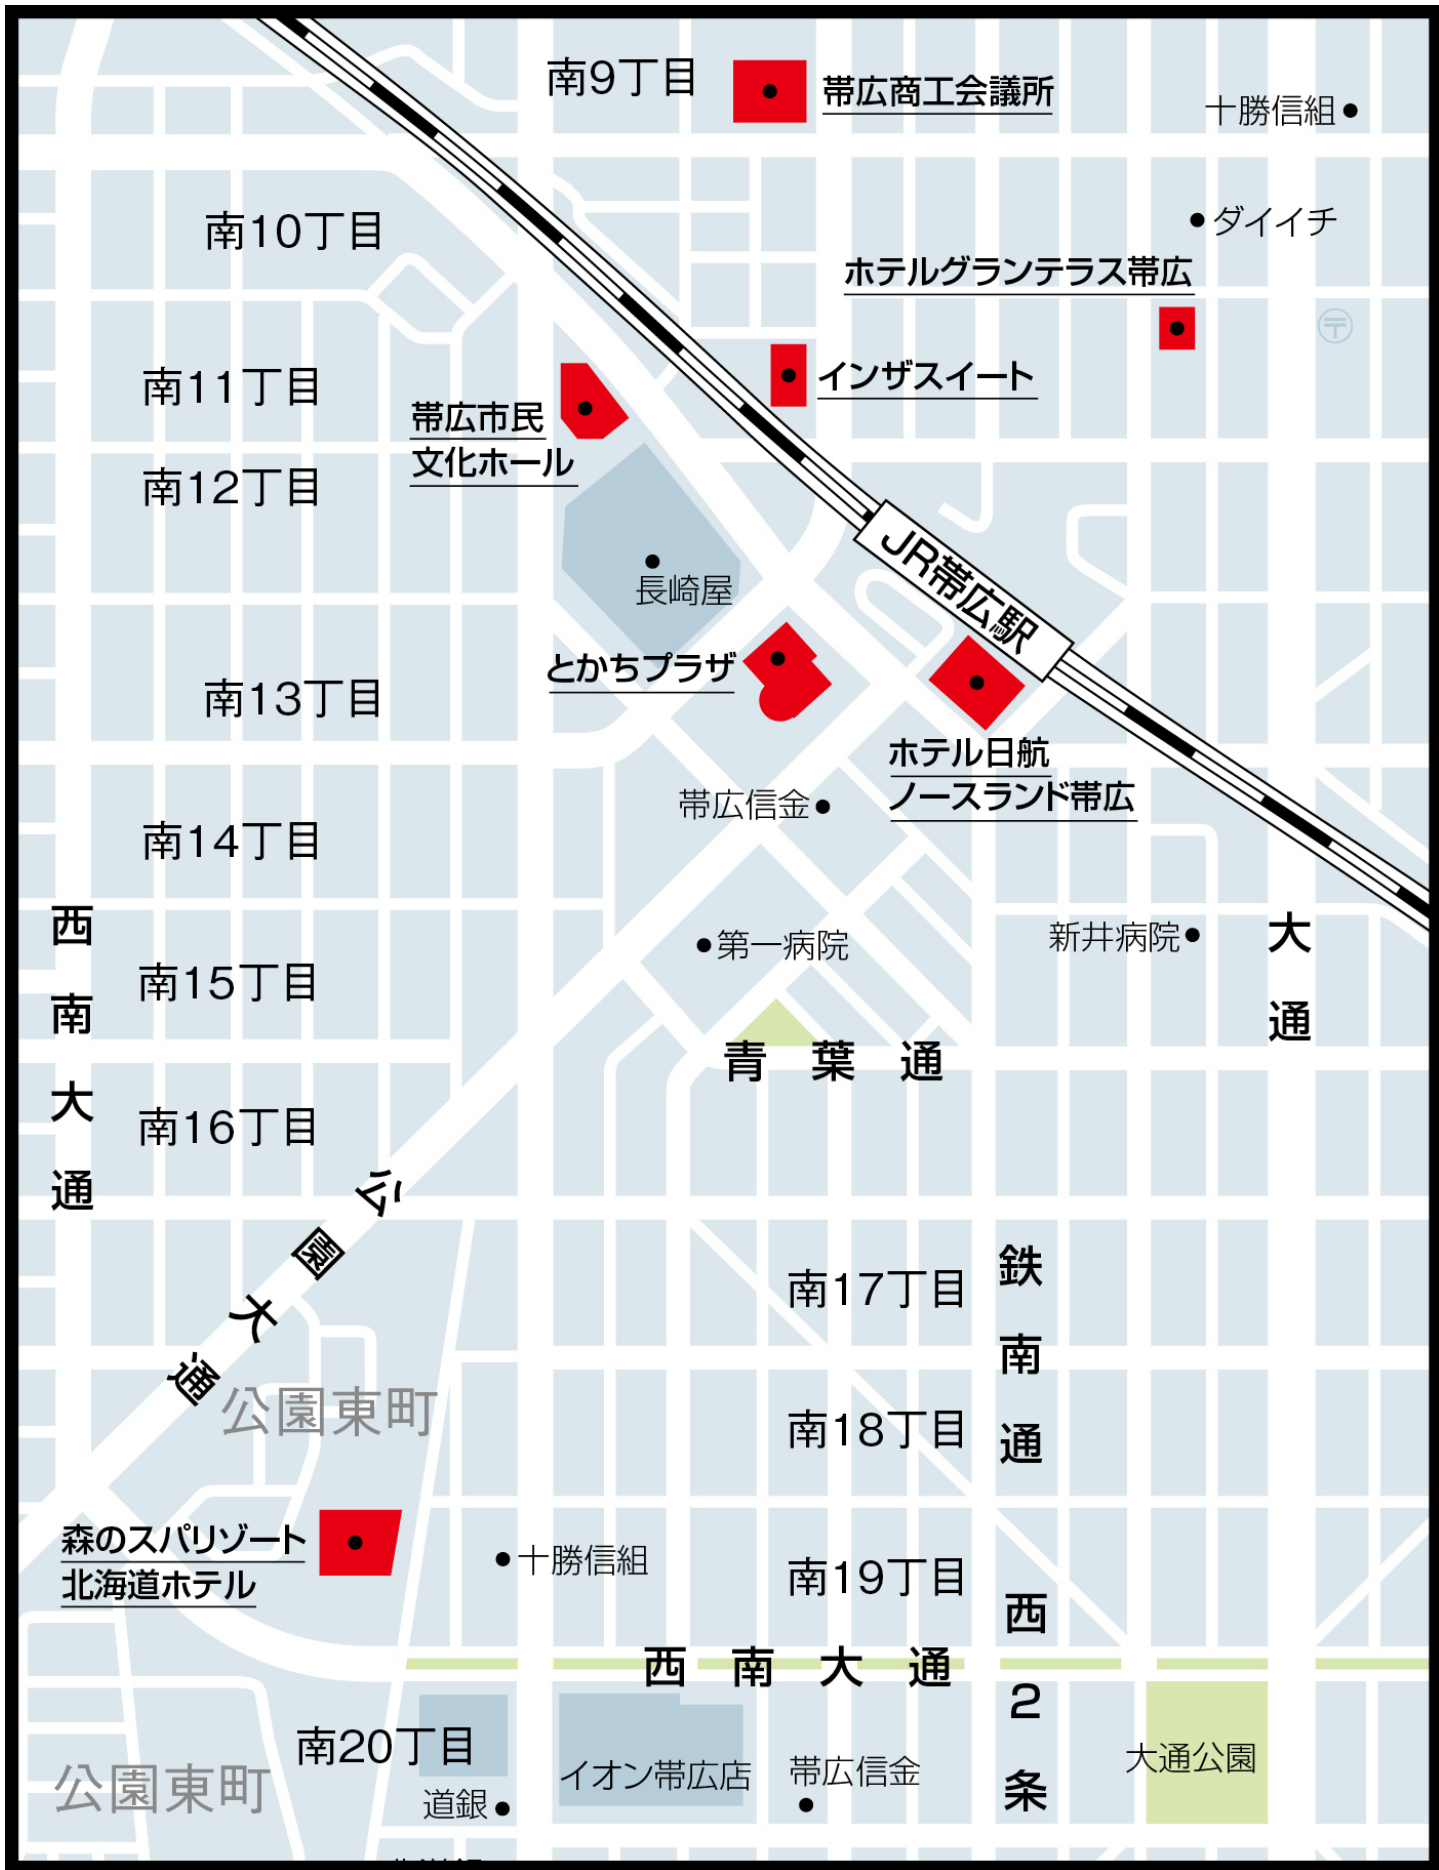 南9丁目
帯広商工会議所
十勝信組
ダイイチ
南10丁目
ホテルグランテラス帯広
〒
南11丁目
インザスイート
帯広市民
文化ホール
南12丁目
JR帯広駅
長崎屋
とかちプラザ
南13丁目
ホテル日航
ノースランド帯広
帯広信金
南14丁目
西南大通
第一病院
新井病院
大通
南15丁目
青葉通
南16丁目
公園大通
南17丁目
鉄南通
公園東町
南18丁目
森のスパリゾート
北海道ホテル
十勝信組
南19丁目
西2条
西南大通
南20丁目
公園東町
イオン帯広店
帯広信金
大通公園
道銀